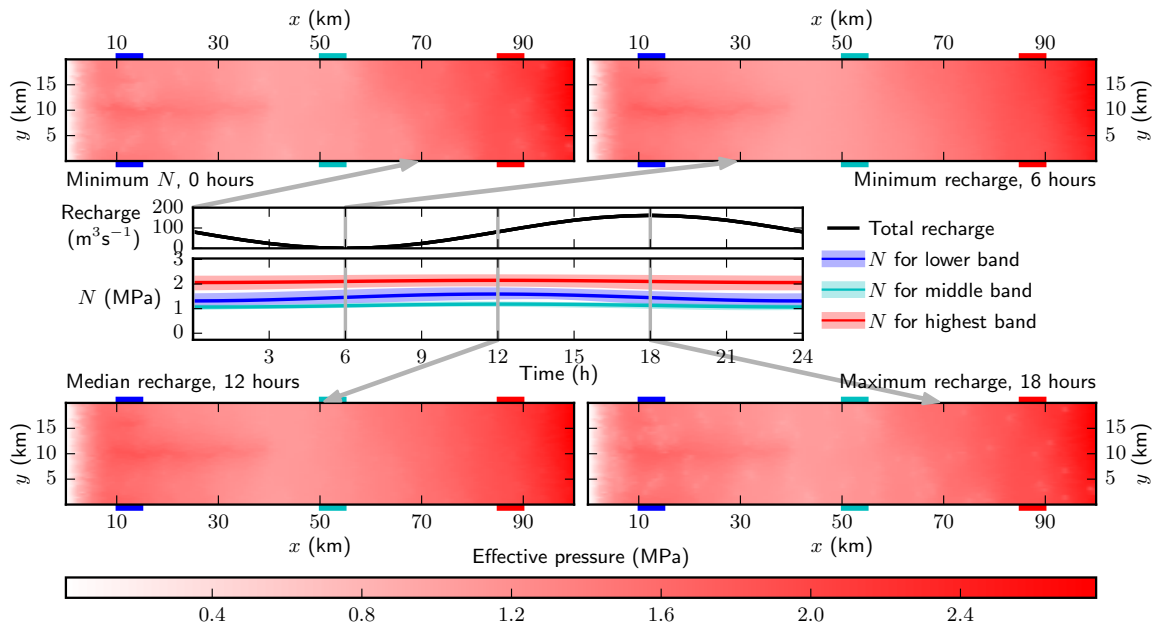 x (km)
x (km)
10 30 50 70 90
10 30 50 70 90
y (km)
15
10
5
15
10
5
y (km)
Minimum N, 0 hours
Minimum recharge, 6 hours
Recharge
(m³s⁻¹)
200
100
0
Total recharge
N (MPa)
3
2
1
0
N for lower band
N for middle band
N for highest band
3 6 9 12 15 18 21 24
Time (h)
Median recharge, 12 hours
Maximum recharge, 18 hours
y (km)
15
10
5
15
10
5
y (km)
10 30 50 70 90
10 30 50 70 90
x (km)
x (km)
Effective pressure (MPa)
0.4 0.8 1.2 1.6 2.0 2.4